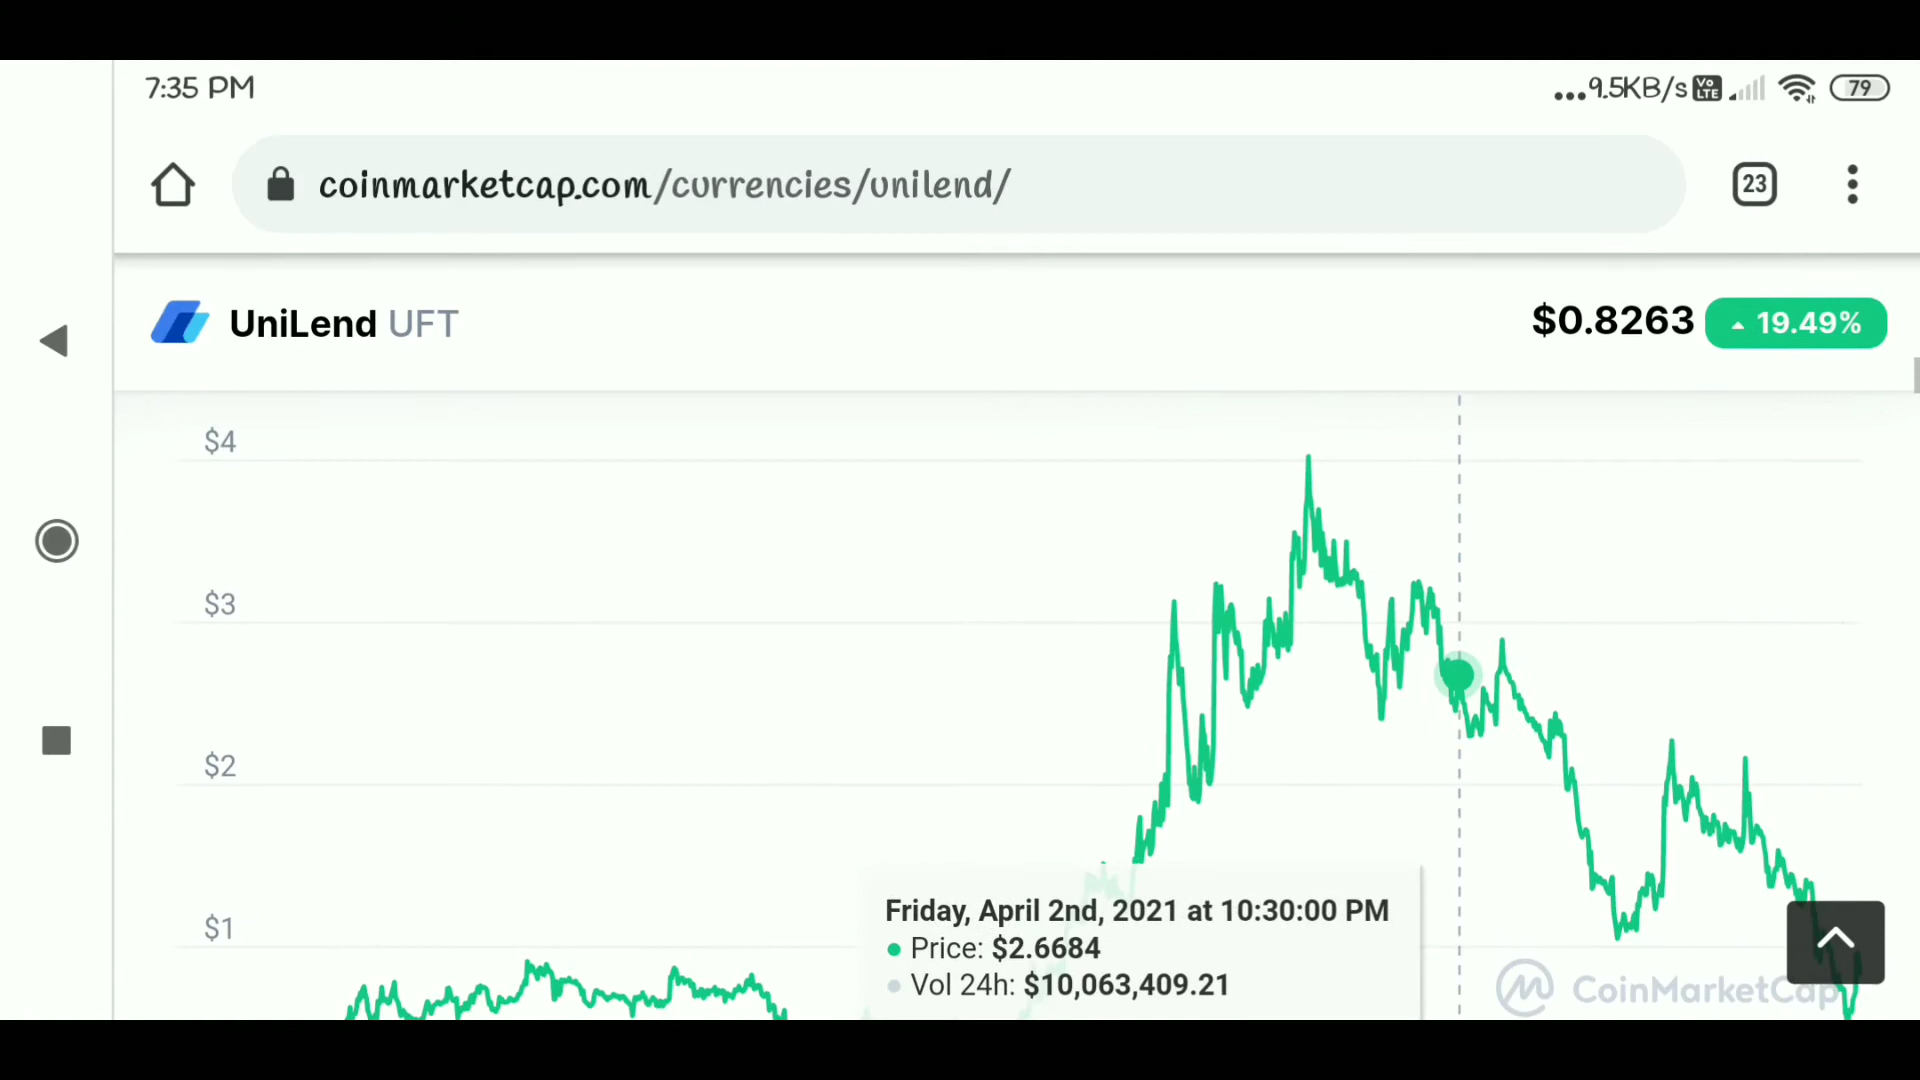 7:35 PM
...9.5KB/s Vo LTE 79
coinmarketcap.com/currencies/unilend/
23
UniLend UFT
$0.8263 19.49%
$4
$3
$2
$1
Friday, April 2nd, 2021 at 10:30:00 PM
Price: $2.6684
Vol 24h: $10,063,409.21
CoinMarketCap